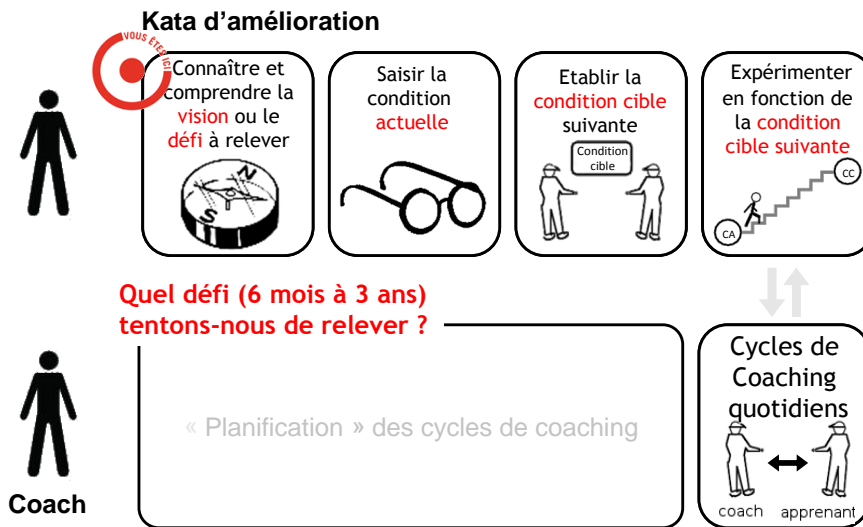 Kata d’amélioration
VOUS ÊTES ICI
Connaître et
comprendre la
vision ou le
défi à relever
N
S
Saisir la
condition
actuelle
Etablir la
condition cible
suivante
Condition
cible
Expérimenter
en fonction de
la condition
cible suivante
CC
CA
Quel défi (6 mois à 3 ans)
tentons-nous de relever ?
« Planification » des cycles de coaching
Cycles de
Coaching
quotidiens
coach apprenant
Coach